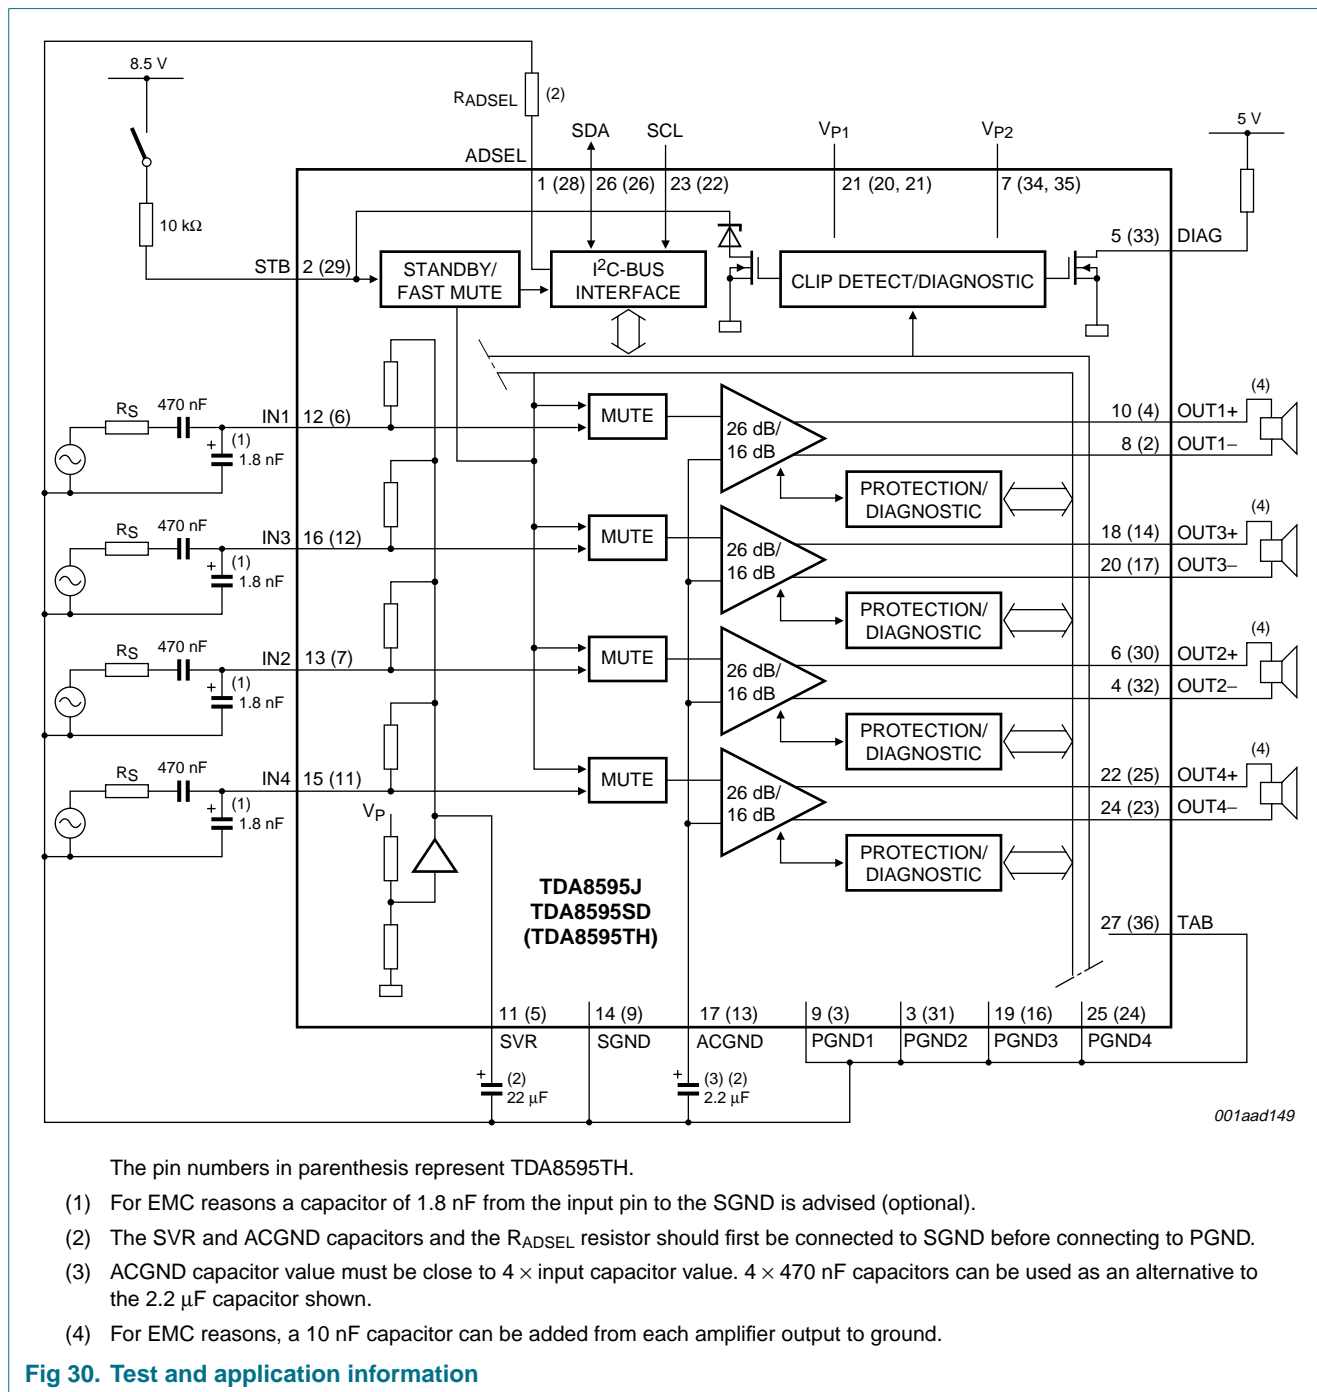 8.5 V
RADSEL
(2)
SDA
SCL
VP1
VP2
5 V
ADSEL
1 (28)
26 (26)
23 (22)
21 (20, 21)
7 (34, 35)
10 kΩ
5 (33)
DIAG
STB
2 (29)
STANDBY/
FAST MUTE
I2C-BUS
INTERFACE
CLIP DETECT/DIAGNOSTIC
RS
470 nF
IN1
12 (6)
MUTE
26 dB/
16 dB
10 (4)
OUT1+
(4)
(1)
1.8 nF
8 (2)
OUT1−
PROTECTION/
DIAGNOSTIC
RS
470 nF
IN3
16 (12)
MUTE
26 dB/
16 dB
18 (14)
OUT3+
(4)
(1)
1.8 nF
20 (17)
OUT3−
PROTECTION/
DIAGNOSTIC
RS
470 nF
IN2
13 (7)
MUTE
26 dB/
16 dB
6 (30)
OUT2+
(4)
(1)
1.8 nF
4 (32)
OUT2−
PROTECTION/
DIAGNOSTIC
RS
470 nF
IN4
15 (11)
MUTE
26 dB/
16 dB
22 (25)
OUT4+
(4)
(1)
1.8 nF
24 (23)
OUT4−
VP
PROTECTION/
DIAGNOSTIC
TDA8595J
TDA8595SD
(TDA8595TH)
27 (36)
TAB
11 (5)
14 (9)
17 (13)
9 (3)
3 (31)
19 (16)
25 (24)
SVR
SGND
ACGND
PGND1
PGND2
PGND3
PGND4
+
(2)
22 μF
+
(3) (2)
2.2 μF
001aad149
The pin numbers in parenthesis represent TDA8595TH.
(1) For EMC reasons a capacitor of 1.8 nF from the input pin to the SGND is advised (optional).
(2) The SVR and ACGND capacitors and the RADSEL resistor should first be connected to SGND before connecting to PGND.
(3) ACGND capacitor value must be close to 4 × input capacitor value. 4 × 470 nF capacitors can be used as an alternative to
the 2.2 μF capacitor shown.
(4) For EMC reasons, a 10 nF capacitor can be added from each amplifier output to ground.
Fig 30. Test and application information